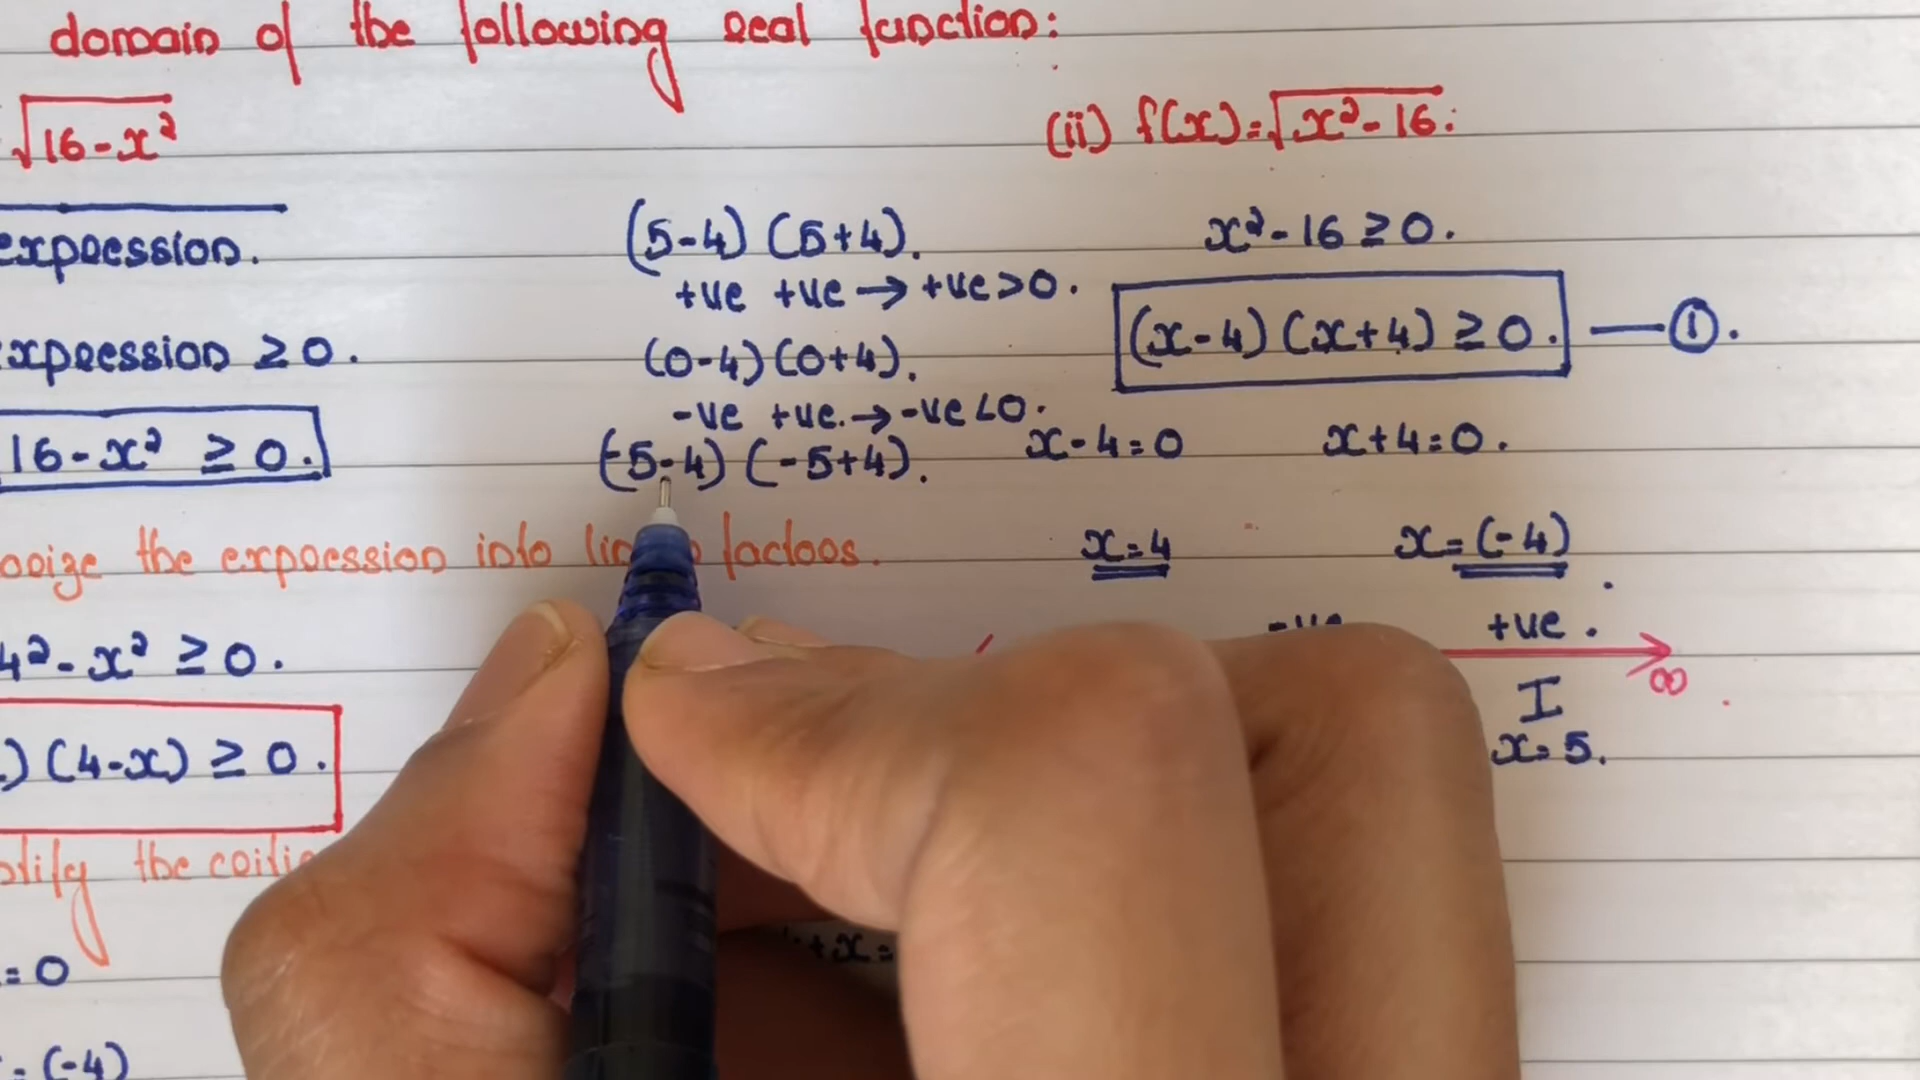 domain of the following real function:
√16-x²
(ii) f(x)=√x²-16:
expression.
(5-4) (5+4).
+ve +ve → +ve>0.
x²-16 ≥ 0.
(x-4) (x+4) ≥ 0. —①.
expression ≥ 0.
(0-4) (0+4).
-ve +ve. → -ve<0.
16-x² ≥ 0.
(-5-4) (-5+4).
x-4=0
x+4=0.
the expression into factors.
x=4
x=(-4)
4²-x² ≥ 0.
-ve
+ve.
∞
I
x=5.
) (4-x) ≥ 0.
the
+x=
=0
= (-4)